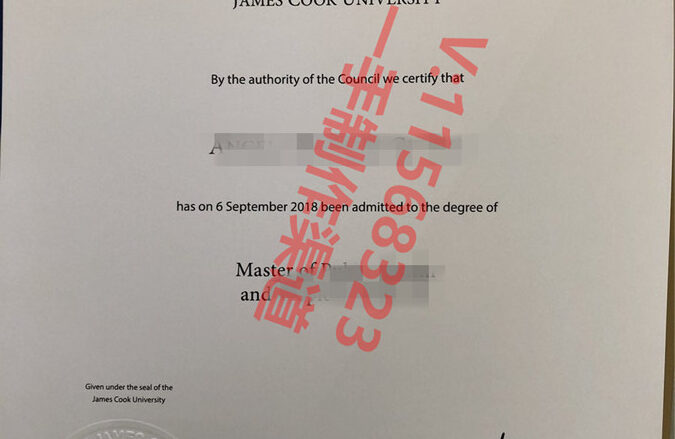 JAMES COOK UNIVERSITY
By the authority of the Council we certify that
has on 6 September 2018 been admitted to the degree of
Master of
and
Given under the seal of the
James Cook University
v:11568323
一手制作渠道